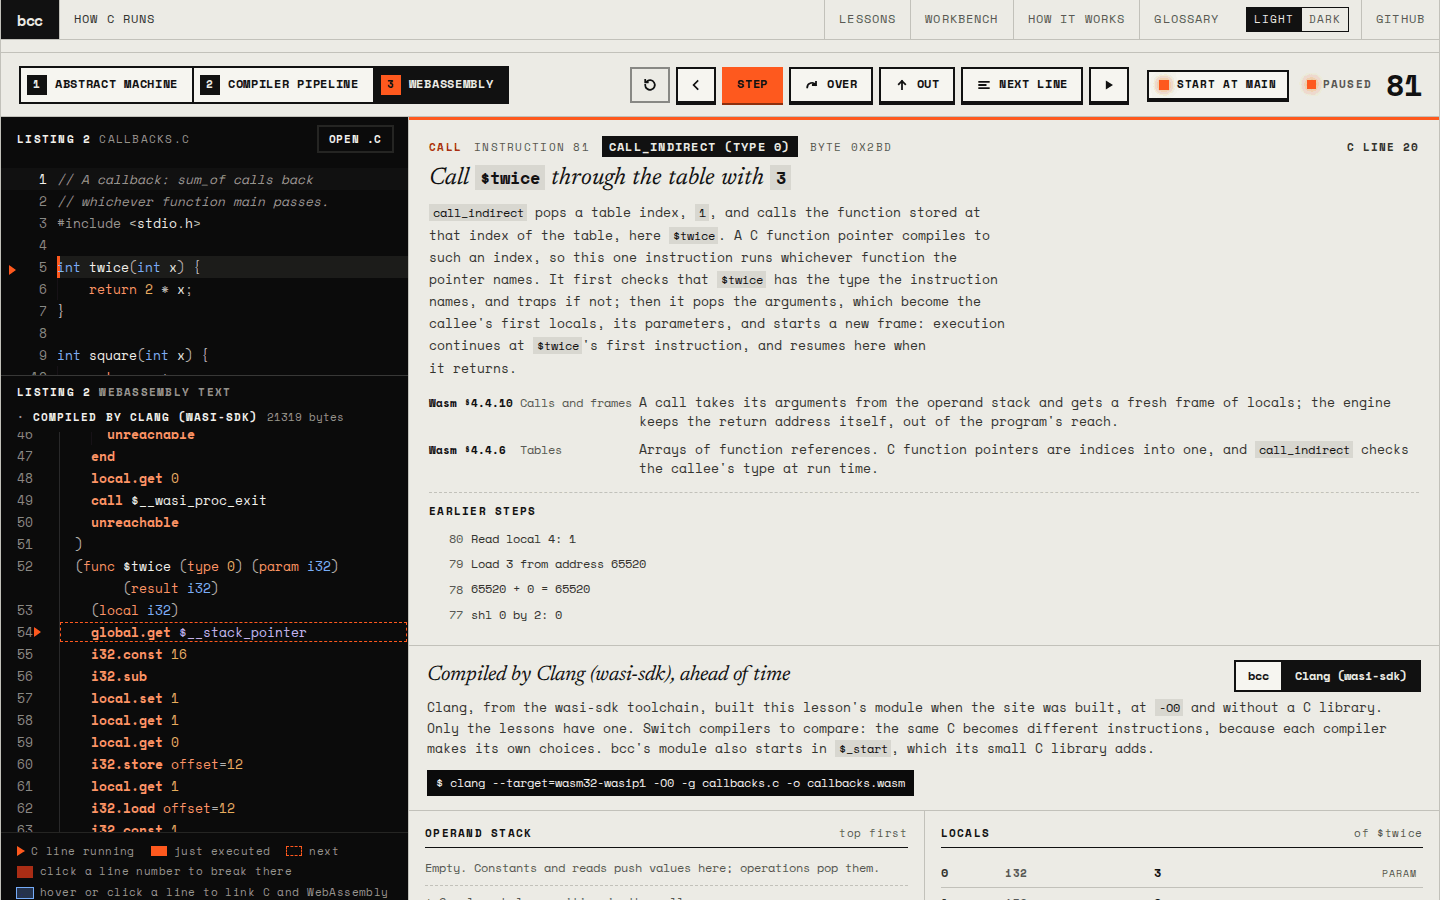 bcc HOW C RUNS LESSONS WORKBENCH HOW IT WORKS GLOSSARY LIGHT DARK GITHUB
1 ABSTRACT MACHINE 2 COMPILER PIPELINE 3 WEBASSEMBLY STEP OVER OUT NEXT LINE START AT MAIN PAUSED 81
LISTING 2 CALLBACKS.C OPEN .C
1 // A callback: sum_of calls back
2 // whichever function main passes.
3 #include <stdio.h>
4
5 int twice(int x) {
6 return 2 * x;
7 }
8
9 int square(int x) {
LISTING 2 WEBASSEMBLY TEXT
· COMPILED BY CLANG (WASI-SDK) 21319 bytes
46 unreachable
47 end
48 local.get 0
49 call $__wasi_proc_exit
50 unreachable
51 )
52 (func $twice (type 0) (param i32)
(result i32)
53 (local i32)
54 global.get $__stack_pointer
55 i32.const 16
56 i32.sub
57 local.set 1
58 local.get 1
59 local.get 0
60 i32.store offset=12
61 local.get 1
62 i32.load offset=12
63 i32.const 1
C line running just executed next
click a line number to break there
hover or click a line to link C and WebAssembly
CALL INSTRUCTION 81 CALL_INDIRECT (TYPE 0) BYTE 0X2BD C LINE 20
Call $twice through the table with 3
call_indirect pops a table index, 1, and calls the function stored at
that index of the table, here $twice. A C function pointer compiles to
such an index, so this one instruction runs whichever function the
pointer names. It first checks that $twice has the type the instruction
names, and traps if not; then it pops the arguments, which become the
callee's first locals, its parameters, and starts a new frame: execution
continues at $twice's first instruction, and resumes here when
it returns.
Wasm §4.4.10 Calls and frames A call takes its arguments from the operand stack and gets a fresh frame of locals; the engine
keeps the return address itself, out of the program's reach.
Wasm §4.4.6 Tables Arrays of function references. C function pointers are indices into one, and call_indirect checks
the callee's type at run time.
EARLIER STEPS
80 Read local 4: 1
79 Load 3 from address 65520
78 65520 + 0 = 65520
77 shl 0 by 2: 0
Compiled by Clang (wasi-sdk), ahead of time bcc Clang (wasi-sdk)
Clang, from the wasi-sdk toolchain, built this lesson's module when the site was built, at -O0 and without a C library.
Only the lessons have one. Switch compilers to compare: the same C becomes different instructions, because each compiler
makes its own choices. bcc's module also starts in $_start, which its small C library adds.
$ clang --target=wasm32-wasip1 -O0 -g callbacks.c -o callbacks.wasm
OPERAND STACK top first
Empty. Constants and reads push values here; operations pop them.
LOCALS of $twice
0 i32 3 PARAM